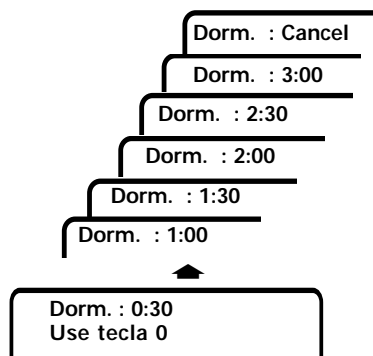 Dorm. : Cancel
Dorm. : 3:00
Dorm. : 2:30
Dorm. : 2:00
Dorm. : 1:30
Dorm. : 1:00
Dorm. : 0:30
Use tecla 0